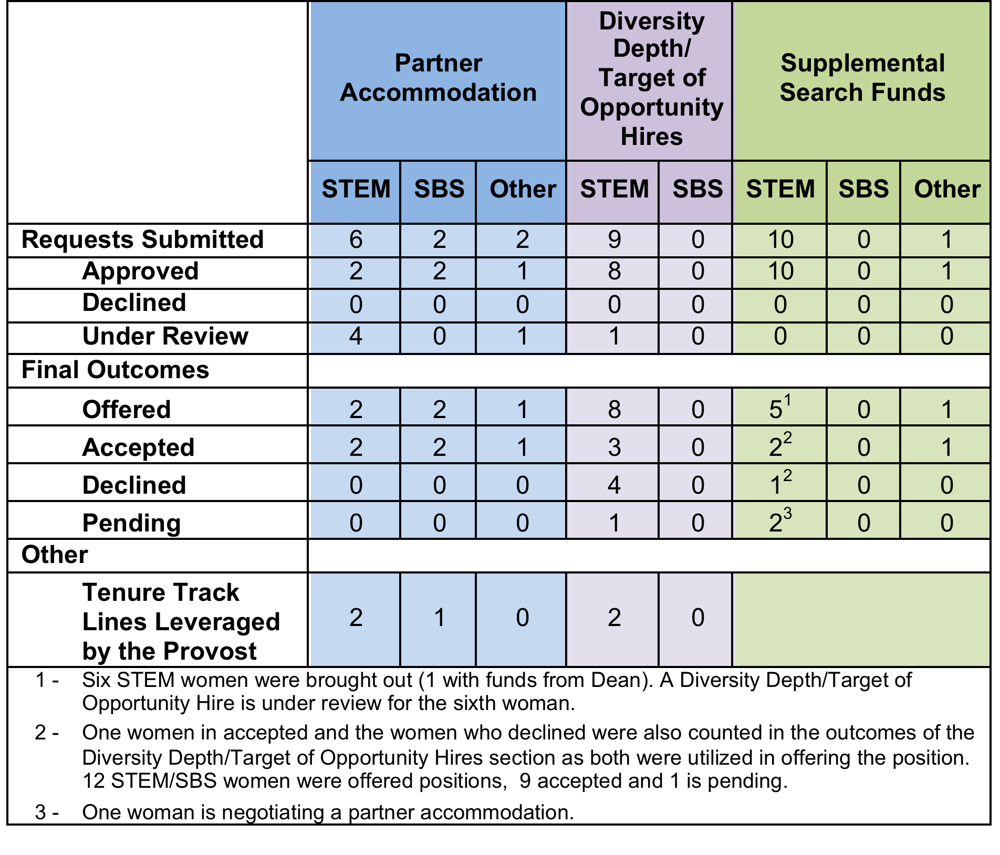 Partner
Accommodation
Diversity
Depth/
Target of
Opportunity
Hires
Supplemental
Search Funds
STEM SBS Other STEM SBS STEM SBS Other
Requests Submitted 6 2 2 9 0 10 0 1
Approved 2 2 1 8 0 10 0 1
Declined 0 0 0 0 0 0 0 0
Under Review 4 0 1 1 0 0 0 0
Final Outcomes
Offered 2 2 1 8 0 5¹ 0 1
Accepted 2 2 1 3 0 2² 0 1
Declined 0 0 0 4 0 1² 0 0
Pending 0 0 0 1 0 2³ 0 0
Other
Tenure Track
Lines Leveraged
by the Provost
2 1 0 2 0
1 - Six STEM women were brought out (1 with funds from Dean). A Diversity Depth/Target of
Opportunity Hire is under review for the sixth woman.
2 - One women in accepted and the women who declined were also counted in the outcomes of the
Diversity Depth/Target of Opportunity Hires section as both were utilized in offering the position.
12 STEM/SBS women were offered positions, 9 accepted and 1 is pending.
3 - One woman is negotiating a partner accommodation.